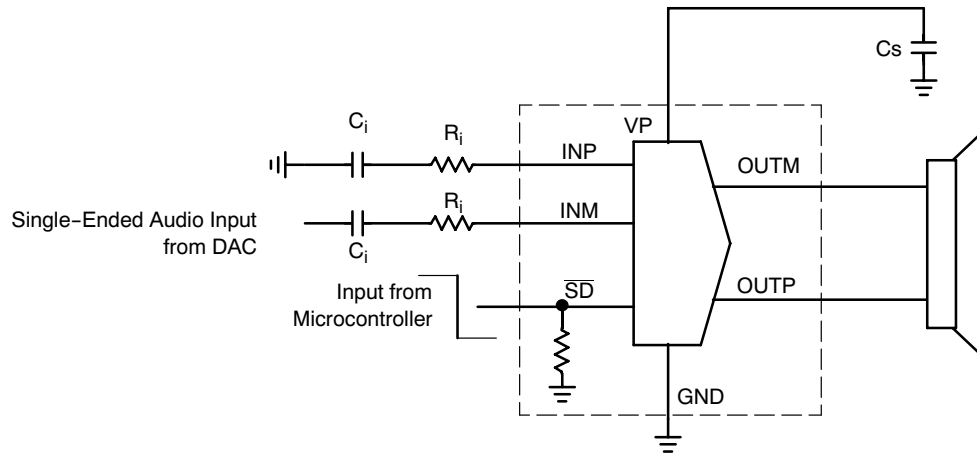 Cs
VP
Ci
Ri
INP
OUTM
Single-Ended Audio Input
from DAC
Ri
INM
Ci
Input from
Microcontroller
SD
OUTP
GND